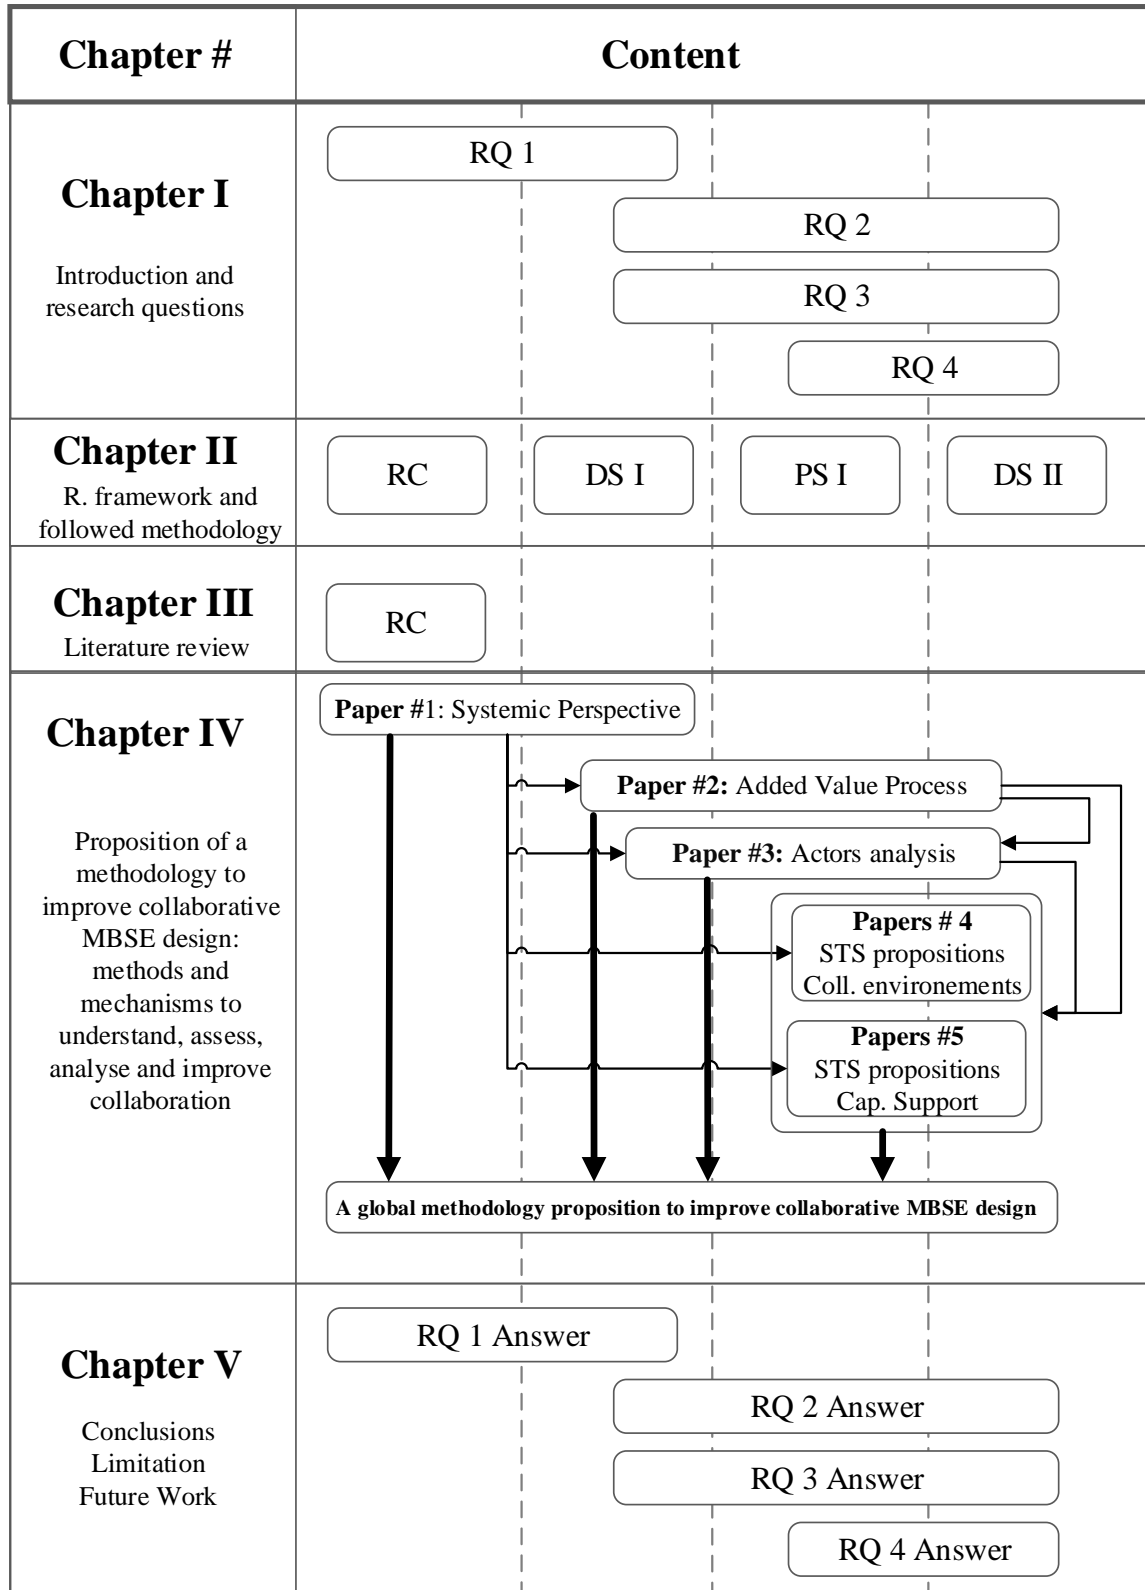 Chapter #
Content
Chapter I
Introduction and
research questions
RQ 1
RQ 2
RQ 3
RQ 4
Chapter II
R. framework and
followed methodology
RC
DS I
PS I
DS II
Chapter III
Literature review
RC
Chapter IV
Proposition of a
methodology to
improve collaborative
MBSE design:
methods and
mechanisms to
understand, assess,
analyse and improve
collaboration
Paper #1: Systemic Perspective
Paper #2: Added Value Process
Paper #3: Actors analysis
Papers # 4
STS propositions
Coll. environements
Papers #5
STS propositions
Cap. Support
A global methodology proposition to improve collaborative MBSE design
Chapter V
Conclusions
Limitation
Future Work
RQ 1 Answer
RQ 2 Answer
RQ 3 Answer
RQ 4 Answer